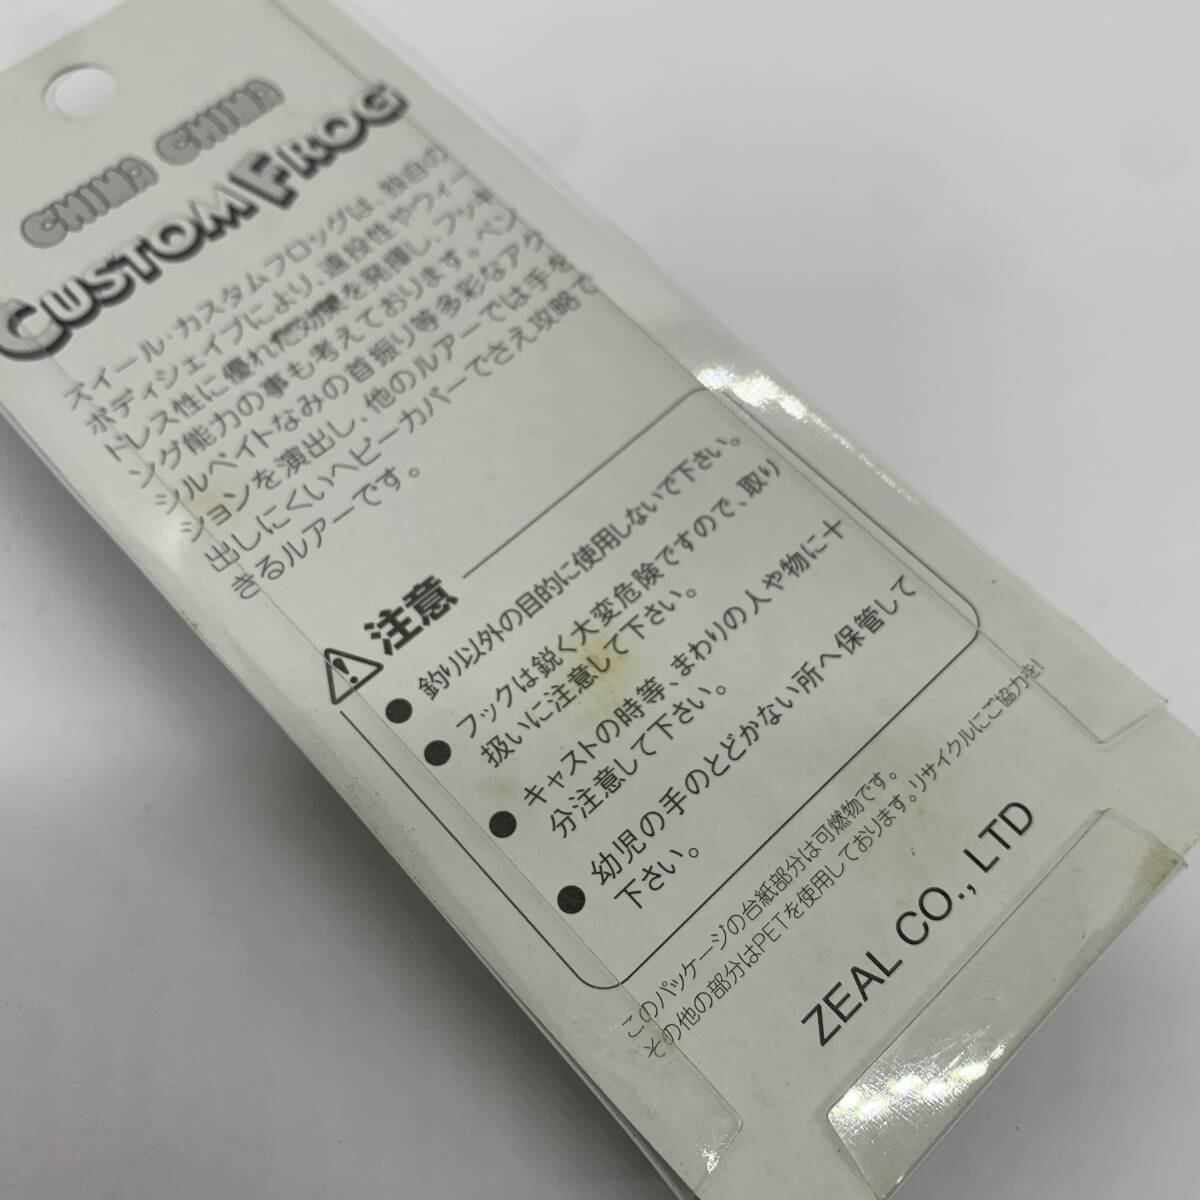 CHIMA CHIMA
CUSTOM FROG
ズイール・カスタムフロッグは、独自の
ボディシェイプにより、遠投性やウィー
ドレス性に優れた効果を発揮し、フッキ
ング能力の事も考えております。ペン
シルベイトなみの首振り等多彩なアク
ションを演出し、他のルアーでは手を
出しにくいヘビーカバーでさえ攻略で
きるルアーです。
注意
● 釣り以外の目的に使用しないで下さい。
● フックは鋭く大変危険ですので、取り
扱いに注意して下さい。
● キャストの時等、まわりの人や物に十
分注意して下さい。
● 幼児の手のとどかない所へ保管して
下さい。
このパッケージの台紙部分は可燃物です。
その他の部分はPETを使用しております。リサイクルにご協力を!
ZEAL CO., LTD